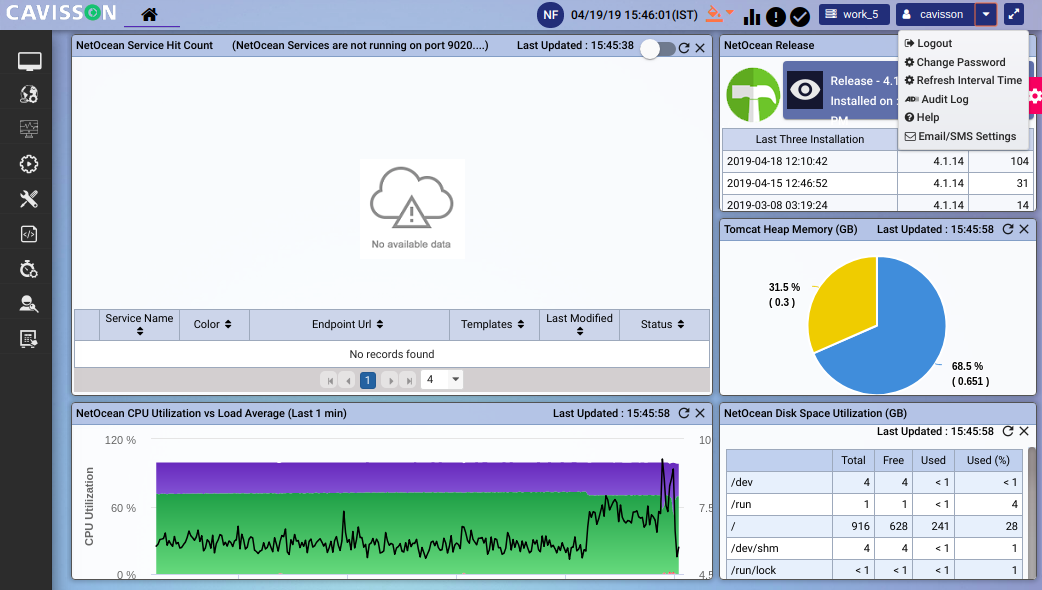 CAVISSON
NF
04/19/19 15:46:01(IST)
work_5
cavisson
Logout
Change Password
Refresh Interval Time
Audit Log
Help
Email/SMS Settings
NetOcean Service Hit Count
(NetOcean Services are not running on port 9020....)
Last Updated : 15:45:38
No available data
Service Name
Color
Endpoint Url
Templates
Last Modified
Status
No records found
1
4
NetOcean Release
Release - 4.1
Installed on
PM
Last Three Installation
2019-04-18 12:10:42 4.1.14 104
2019-04-15 12:46:52 4.1.14 31
2019-03-08 03:19:24 4.1.14 14
Tomcat Heap Memory (GB)
Last Updated : 15:45:58
31.5 %
( 0.3 )
68.5 %
( 0.651 )
NetOcean CPU Utilization vs Load Average (Last 1 min)
Last Updated : 15:45:58
CPU Utilization
120 %
60 %
0 %
10
7.5
4.5
NetOcean Disk Space Utilization (GB)
Last Updated : 15:45:58
Total Free Used Used (%)
/dev 4 4 < 1 < 1
/run 1 1 < 1 4
/ 916 628 241 28
/dev/shm 4 4 < 1 1
/run/lock < 1 < 1 < 1 1